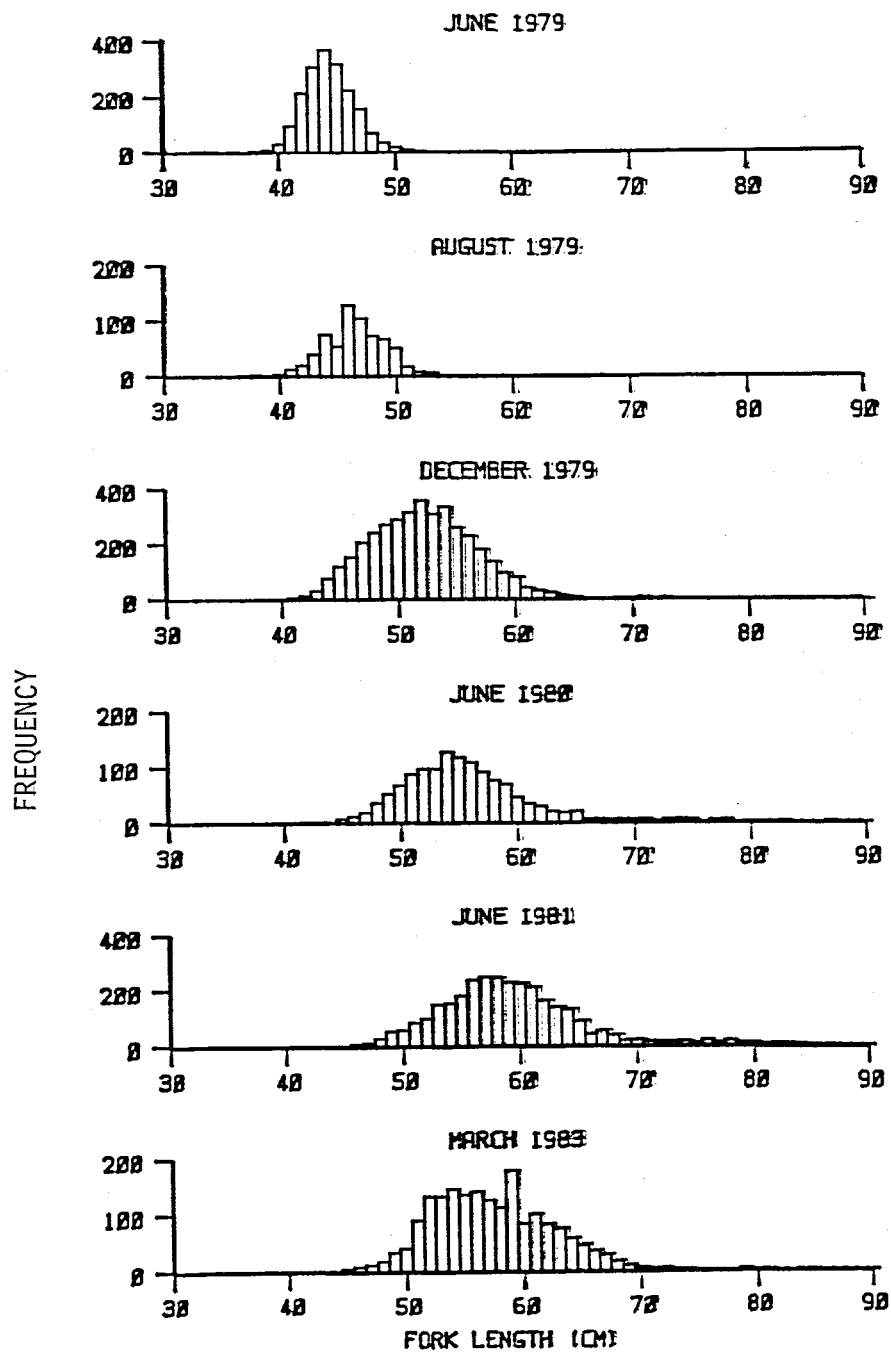 JUNE 1979
400
200
0
30 40 50 60 70 80 90
AUGUST 1979
200
100
0
30 40 50 60 70 80 90
DECEMBER 1979
400
200
0
30 40 50 60 70 80 90
JUNE 1980
200
100
0
30 40 50 60 70 80 90
FREQUENCY
JUNE 1981
400
200
0
30 40 50 60 70 80 90
MARCH 1983
200
100
0
30 40 50 60 70 80 90
FORK LENGTH (CM)